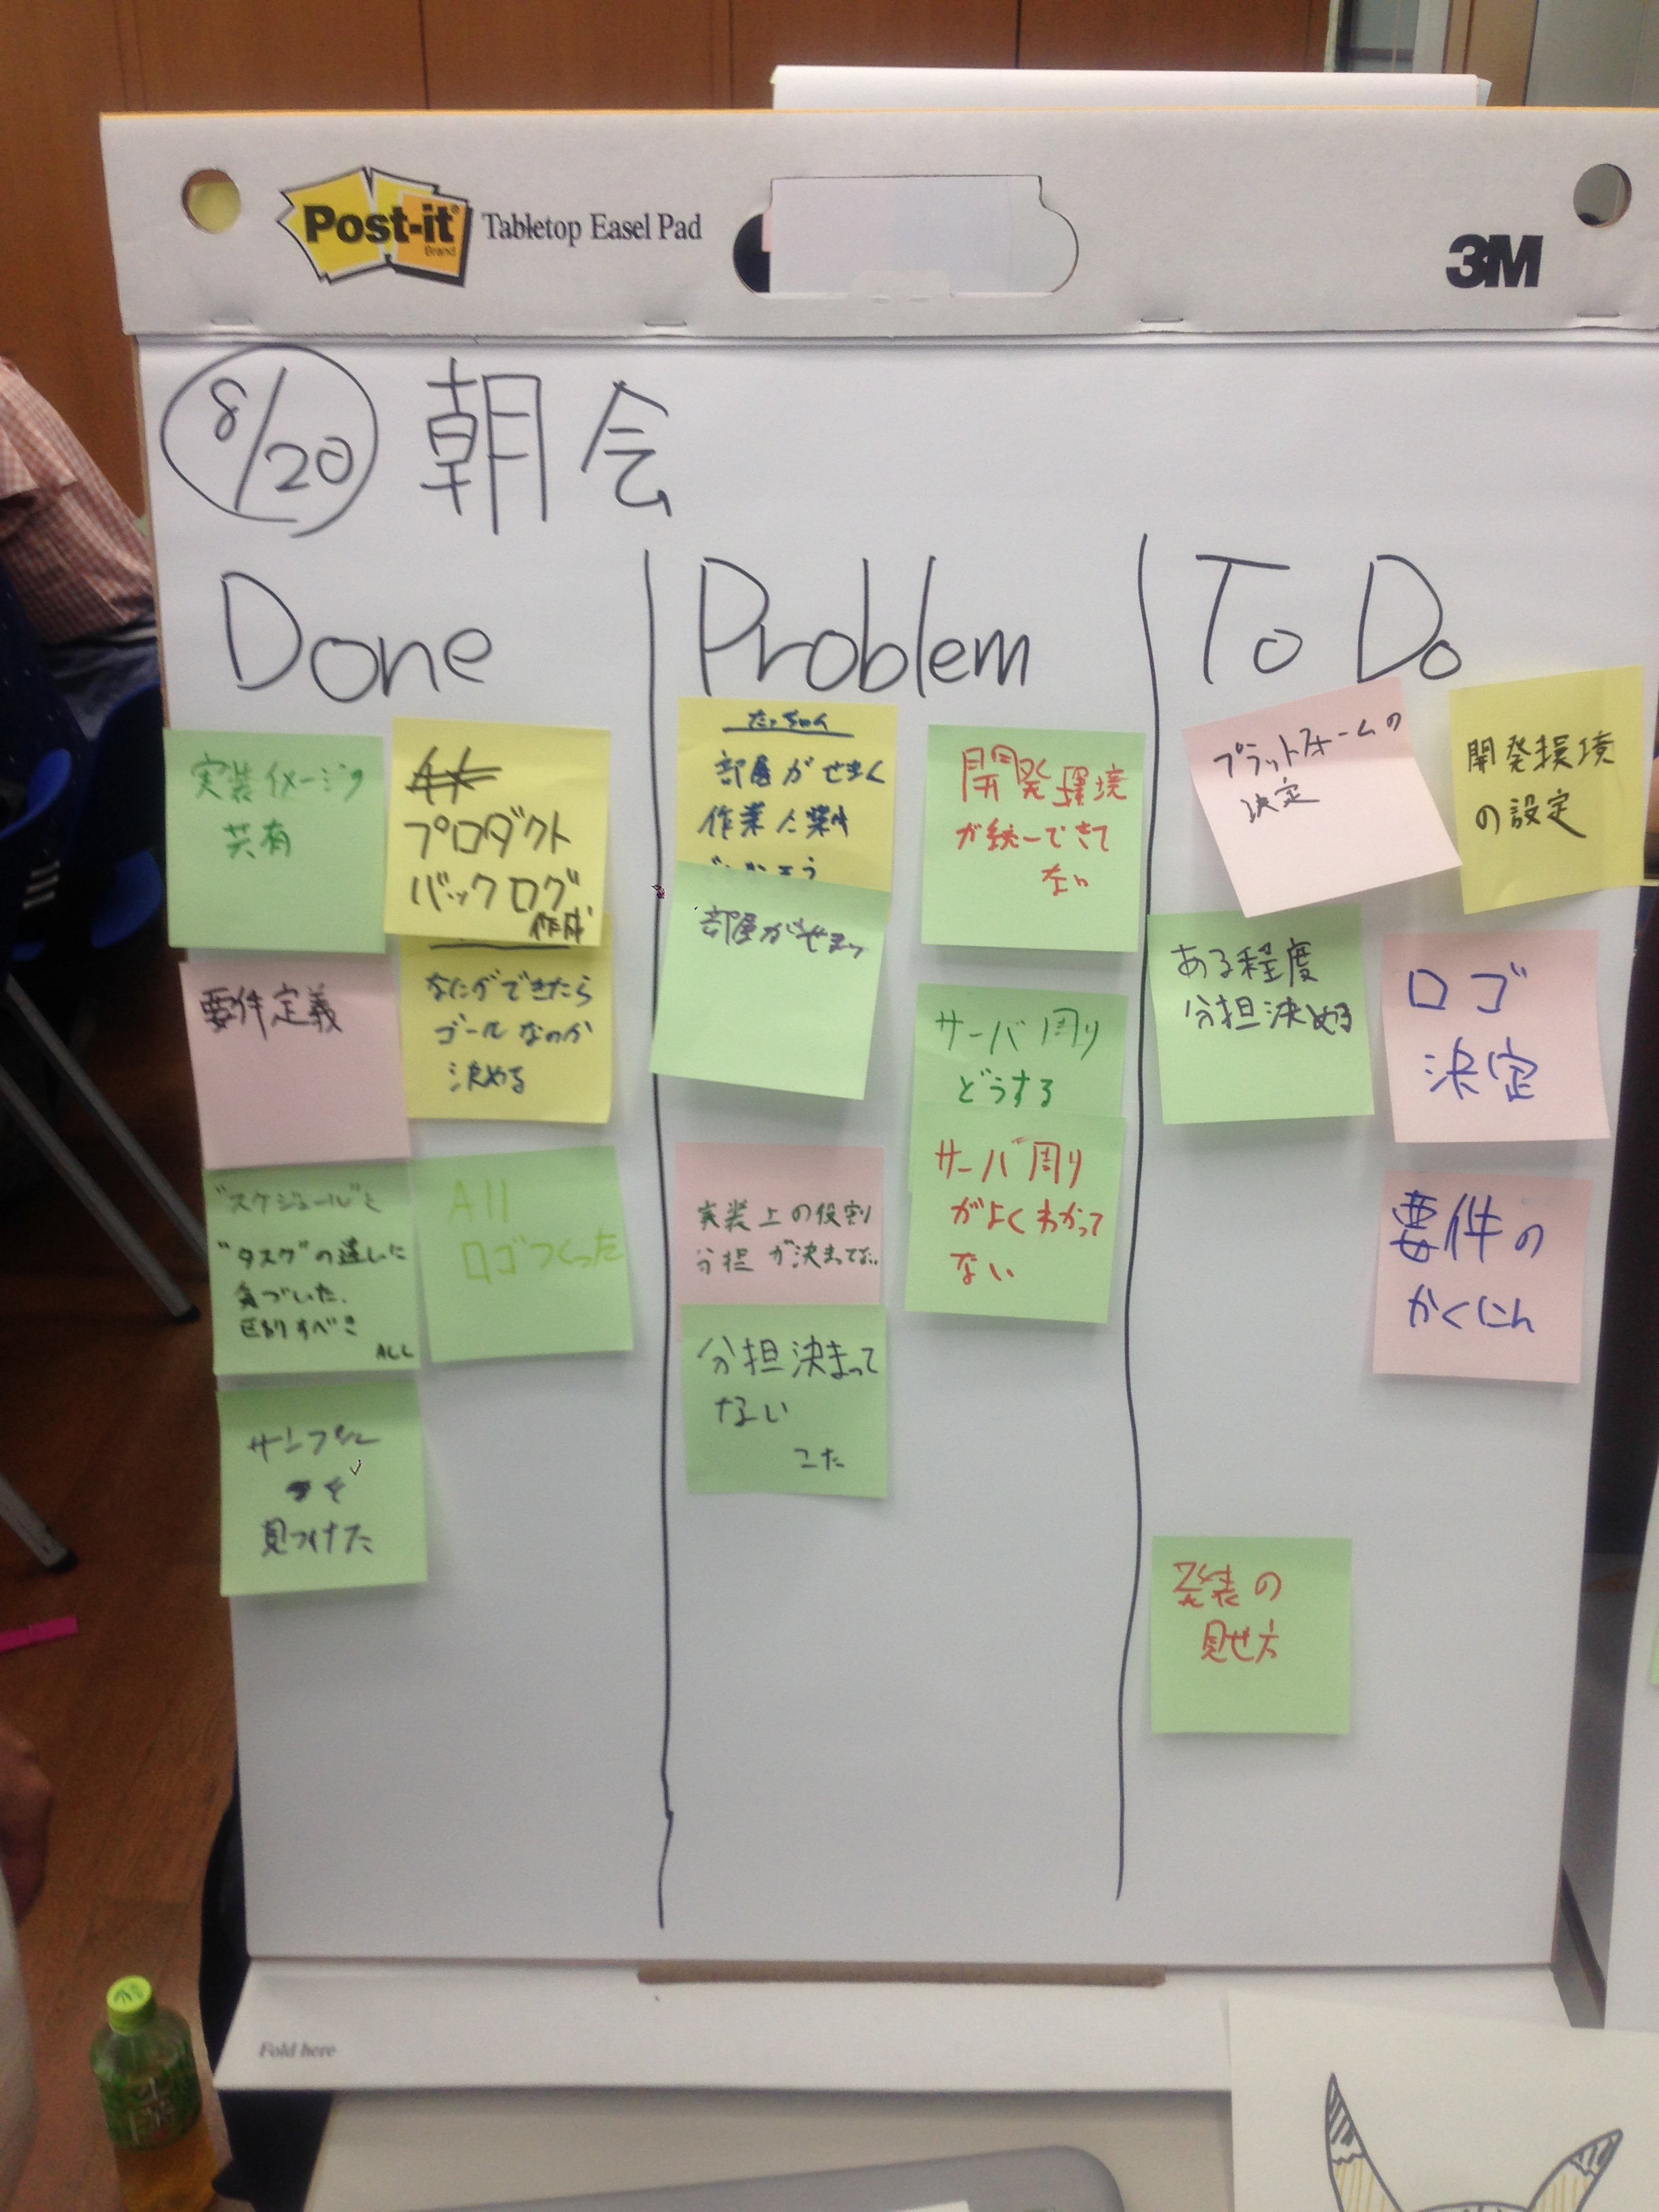 Post-it
Brand
Tabletop Easel Pad
3M
8/20 朝会
Done
実装イメージの
共有
プロダクト
バックログ
作成
要件定義
なにができたら
ゴールなのか
決める
"スケジュール"と
"タスク"の違いに
気づいた.
区別すべき
ALL
All
ロゴつくった
サンプル
を
見つけた
Problem
たっちゃん
部屋がせまく
作業に
部屋がせまい
開発環境
が統一できて
ない
サーバ周り
どうする
サーバ周り
がよくわかって
ない
実装上の役割
分担が決まってない
分担決まって
ない
こた
To Do
プラットフォームの
決定
開発環境
の設定
ある程度
分担決める
ロゴ
決定
要件の
かくにん
発表の
見せ方
Fold here